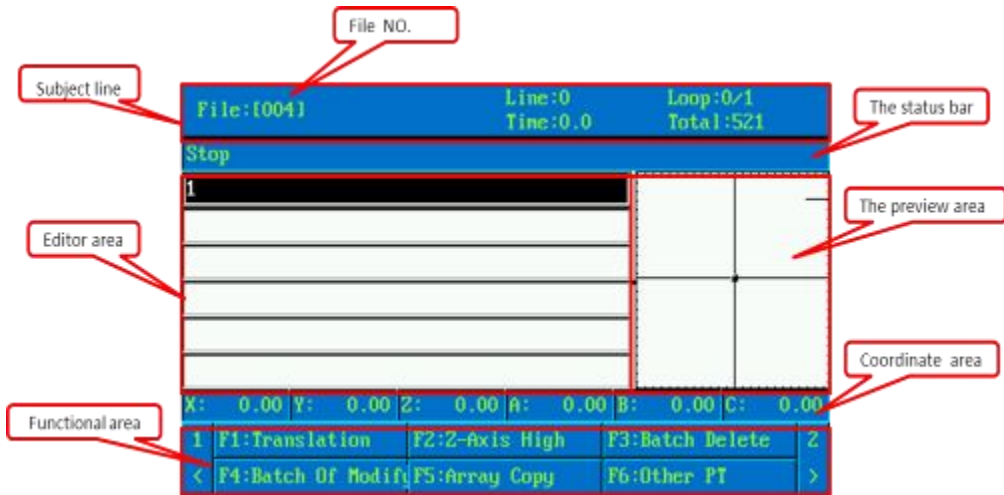 File NO.
Subject line
The status bar
File:[004]
Line:0
Loop:0/1
Time:0.0
Total:521
Stop
1
The preview area
Editor area
Coordinate area
X: 0.00 Y: 0.00 Z: 0.00 A: 0.00 B: 0.00 C: 0.00
Functional area
1 F1:Translation F2:Z-Axis High F3:Batch Delete 2
< F4:Batch Of Modify F5:Array Copy F6:Other PT >